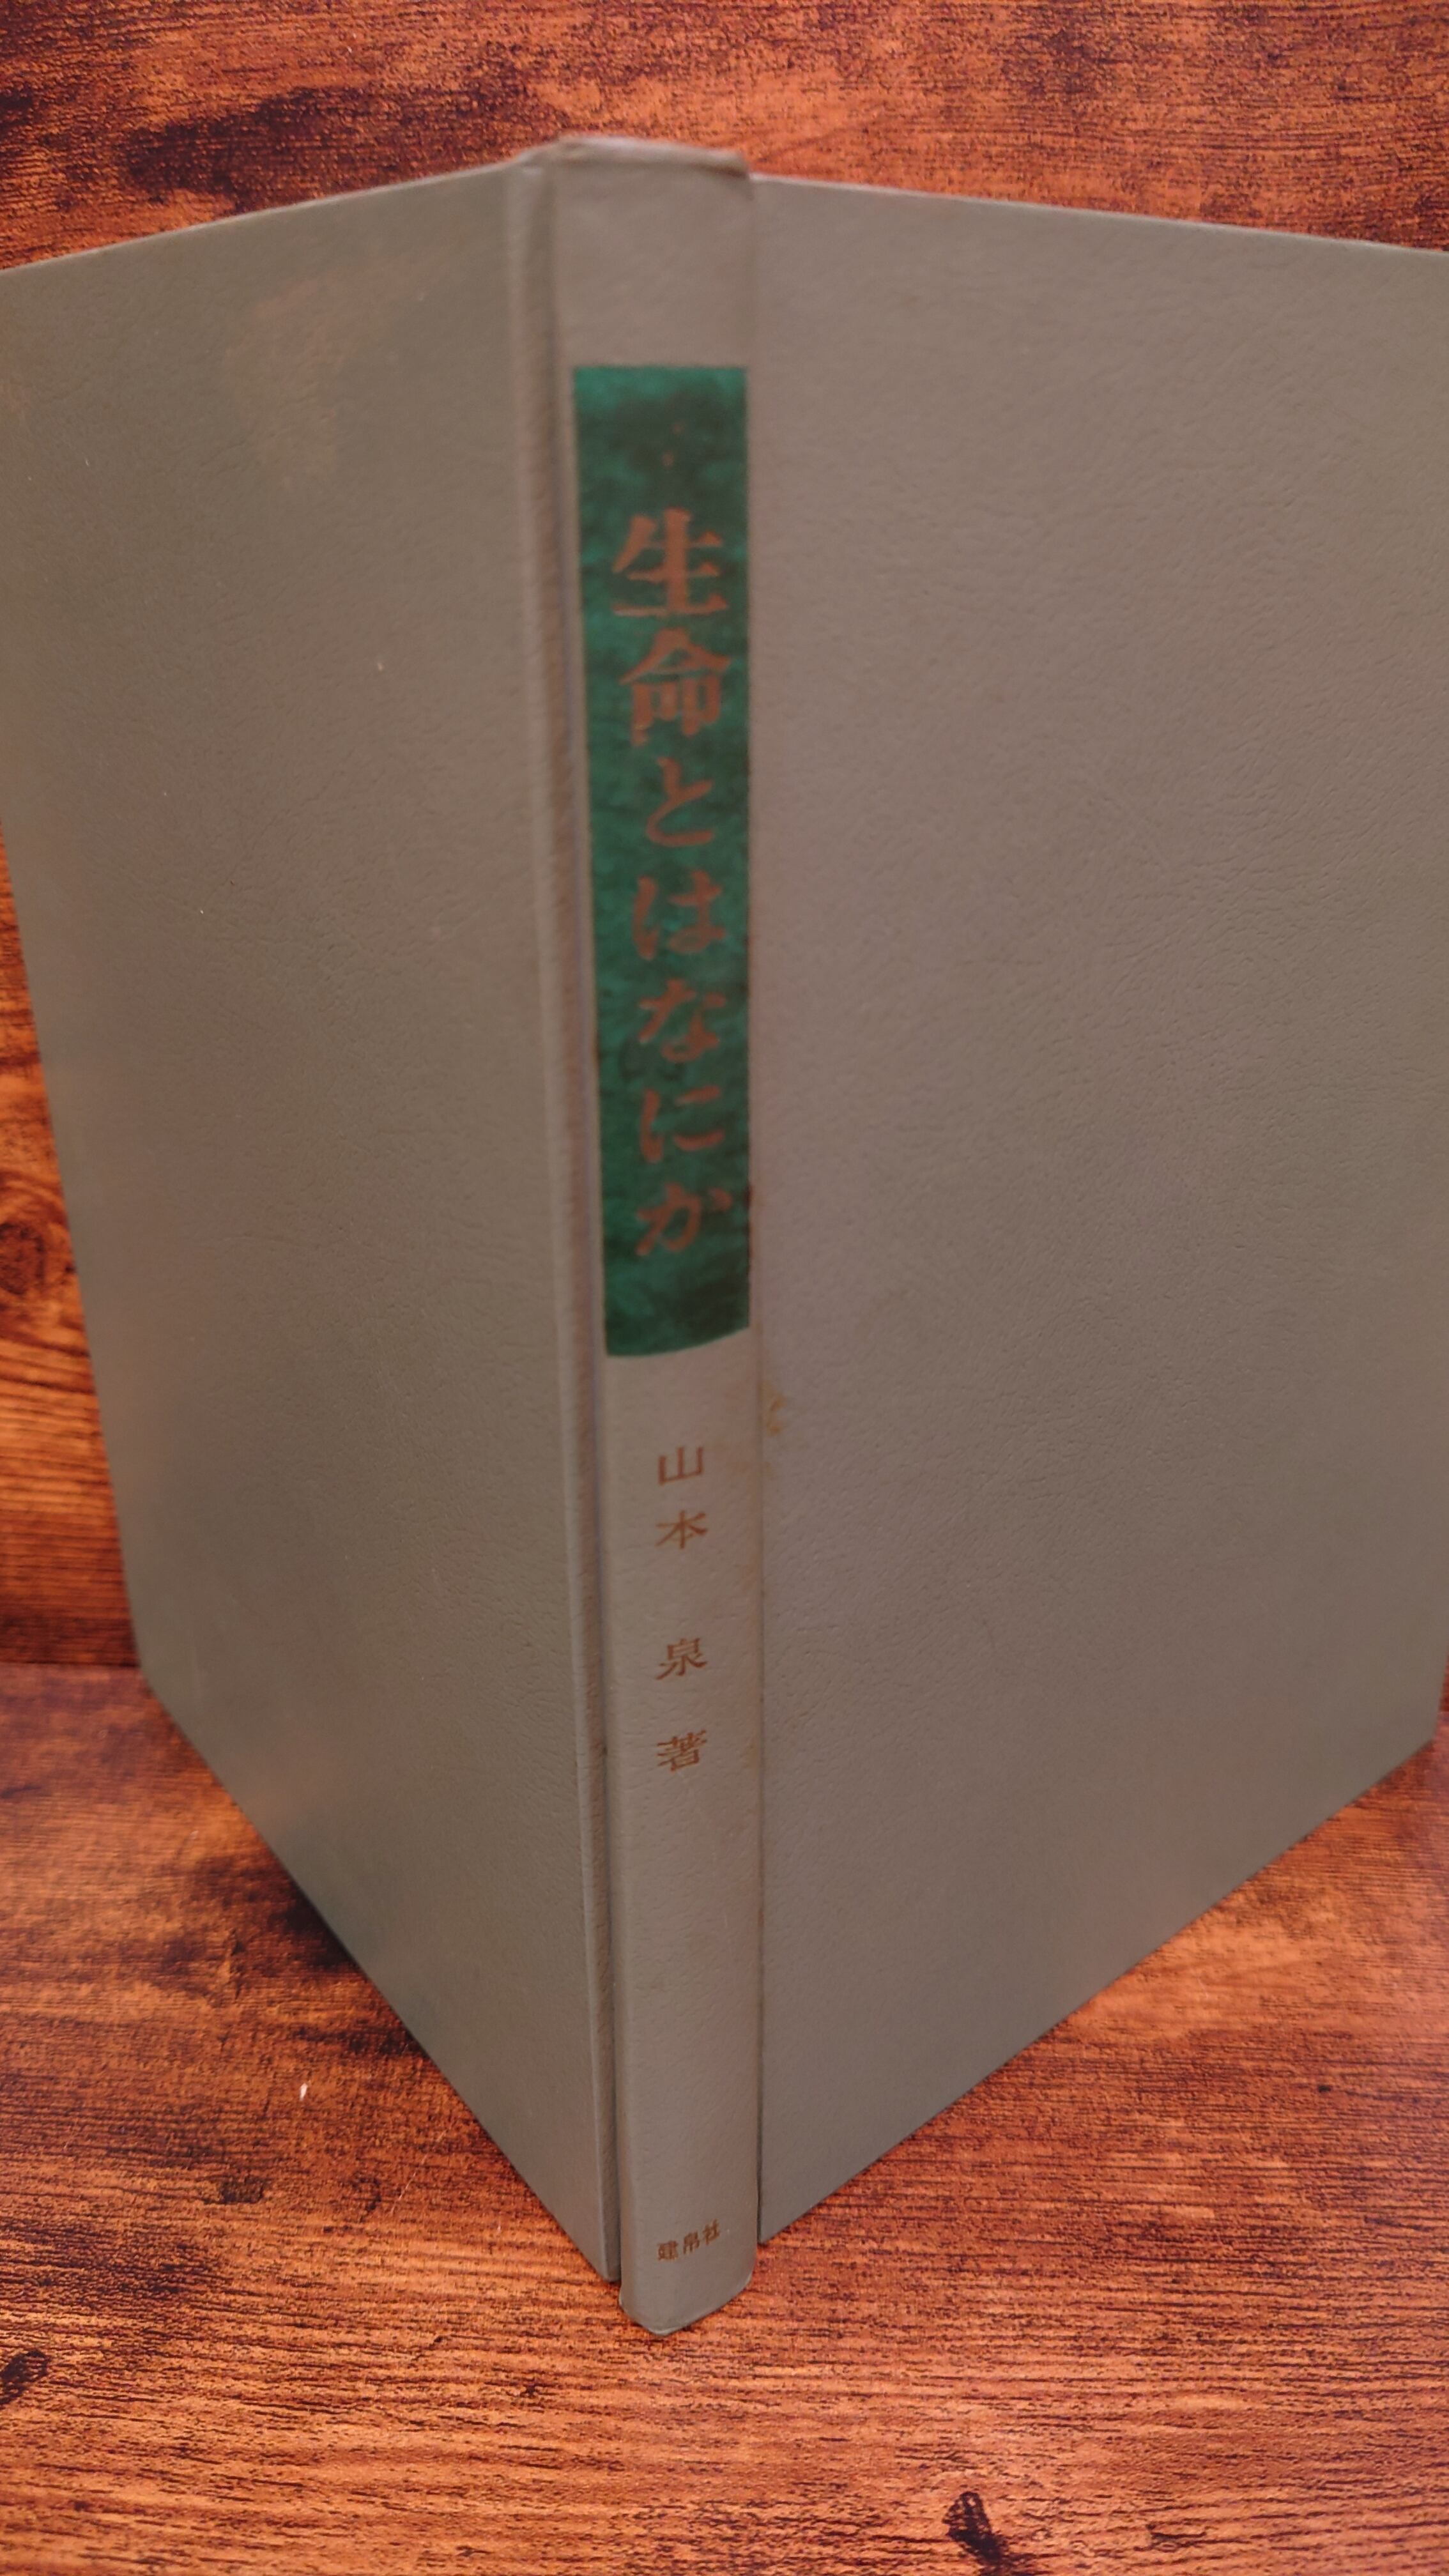 生命とはなにか
山本 泉 著
建帛社